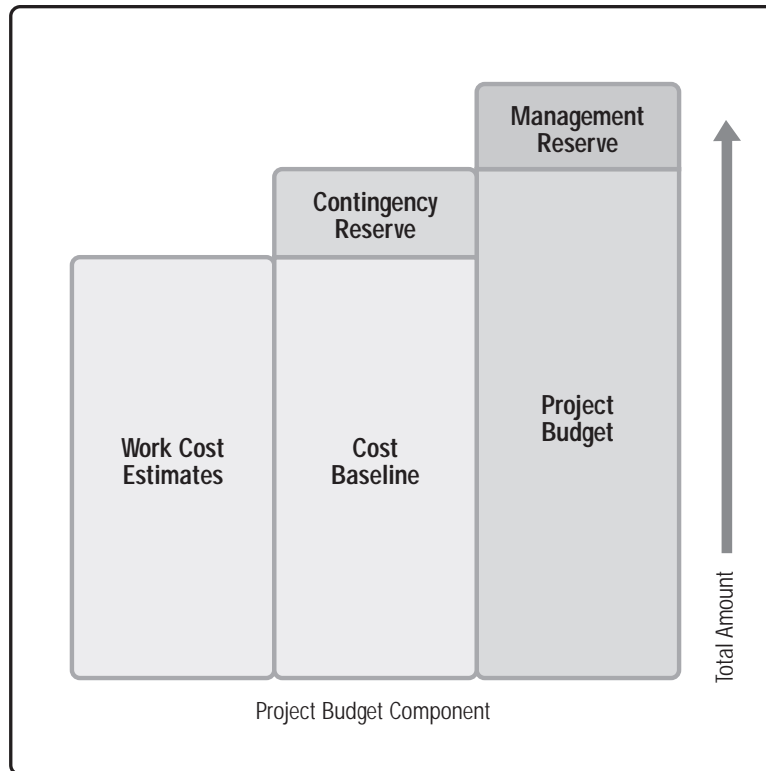 Management
Reserve
Contingency
Reserve
Work Cost
Estimates
Cost
Baseline
Project
Budget
Total Amount
Project Budget Component